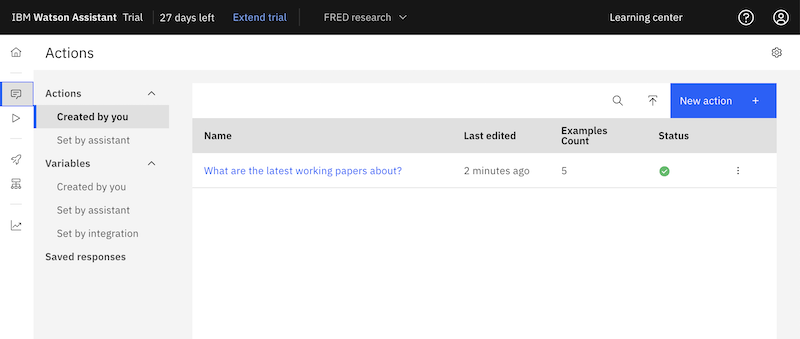 IBM Watson Assistant Trial 27 days left Extend trial FRED research Learning center
Actions
Actions
Created by you
Set by assistant
Variables
Created by you
Set by assistant
Set by integration
Saved responses
New action +
Name Last edited Examples Count Status
What are the latest working papers about? 2 minutes ago 5